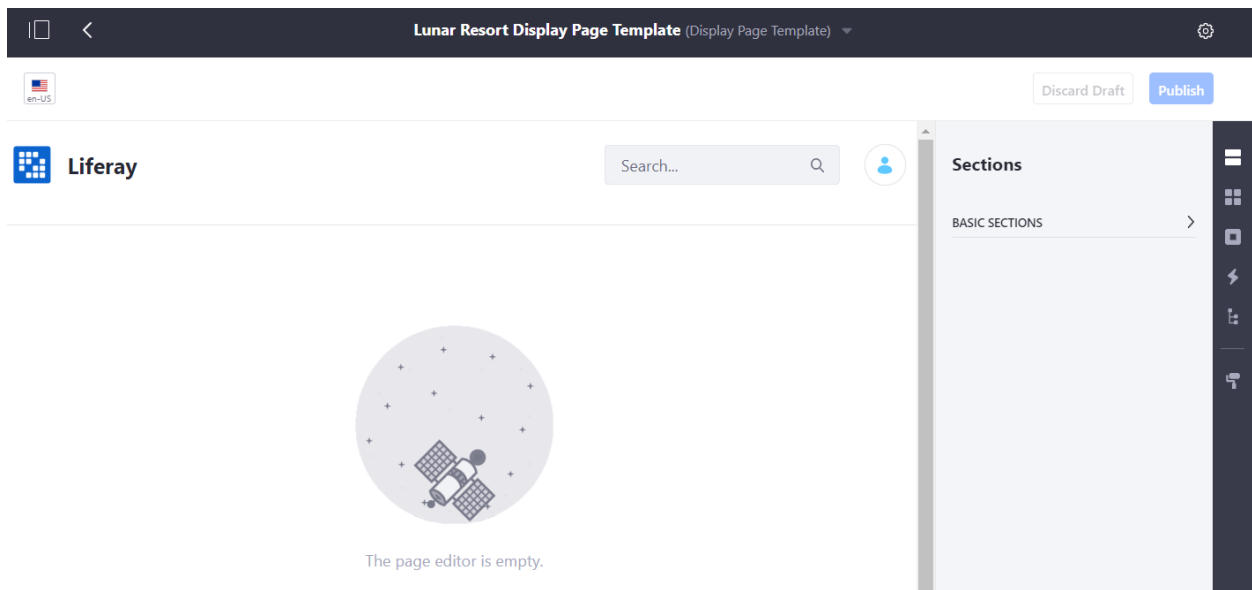 Lunar Resort Display Page Template (Display Page Template)
en-US
Discard Draft
Publish
Liferay
Search...
Sections
BASIC SECTIONS
The page editor is empty.